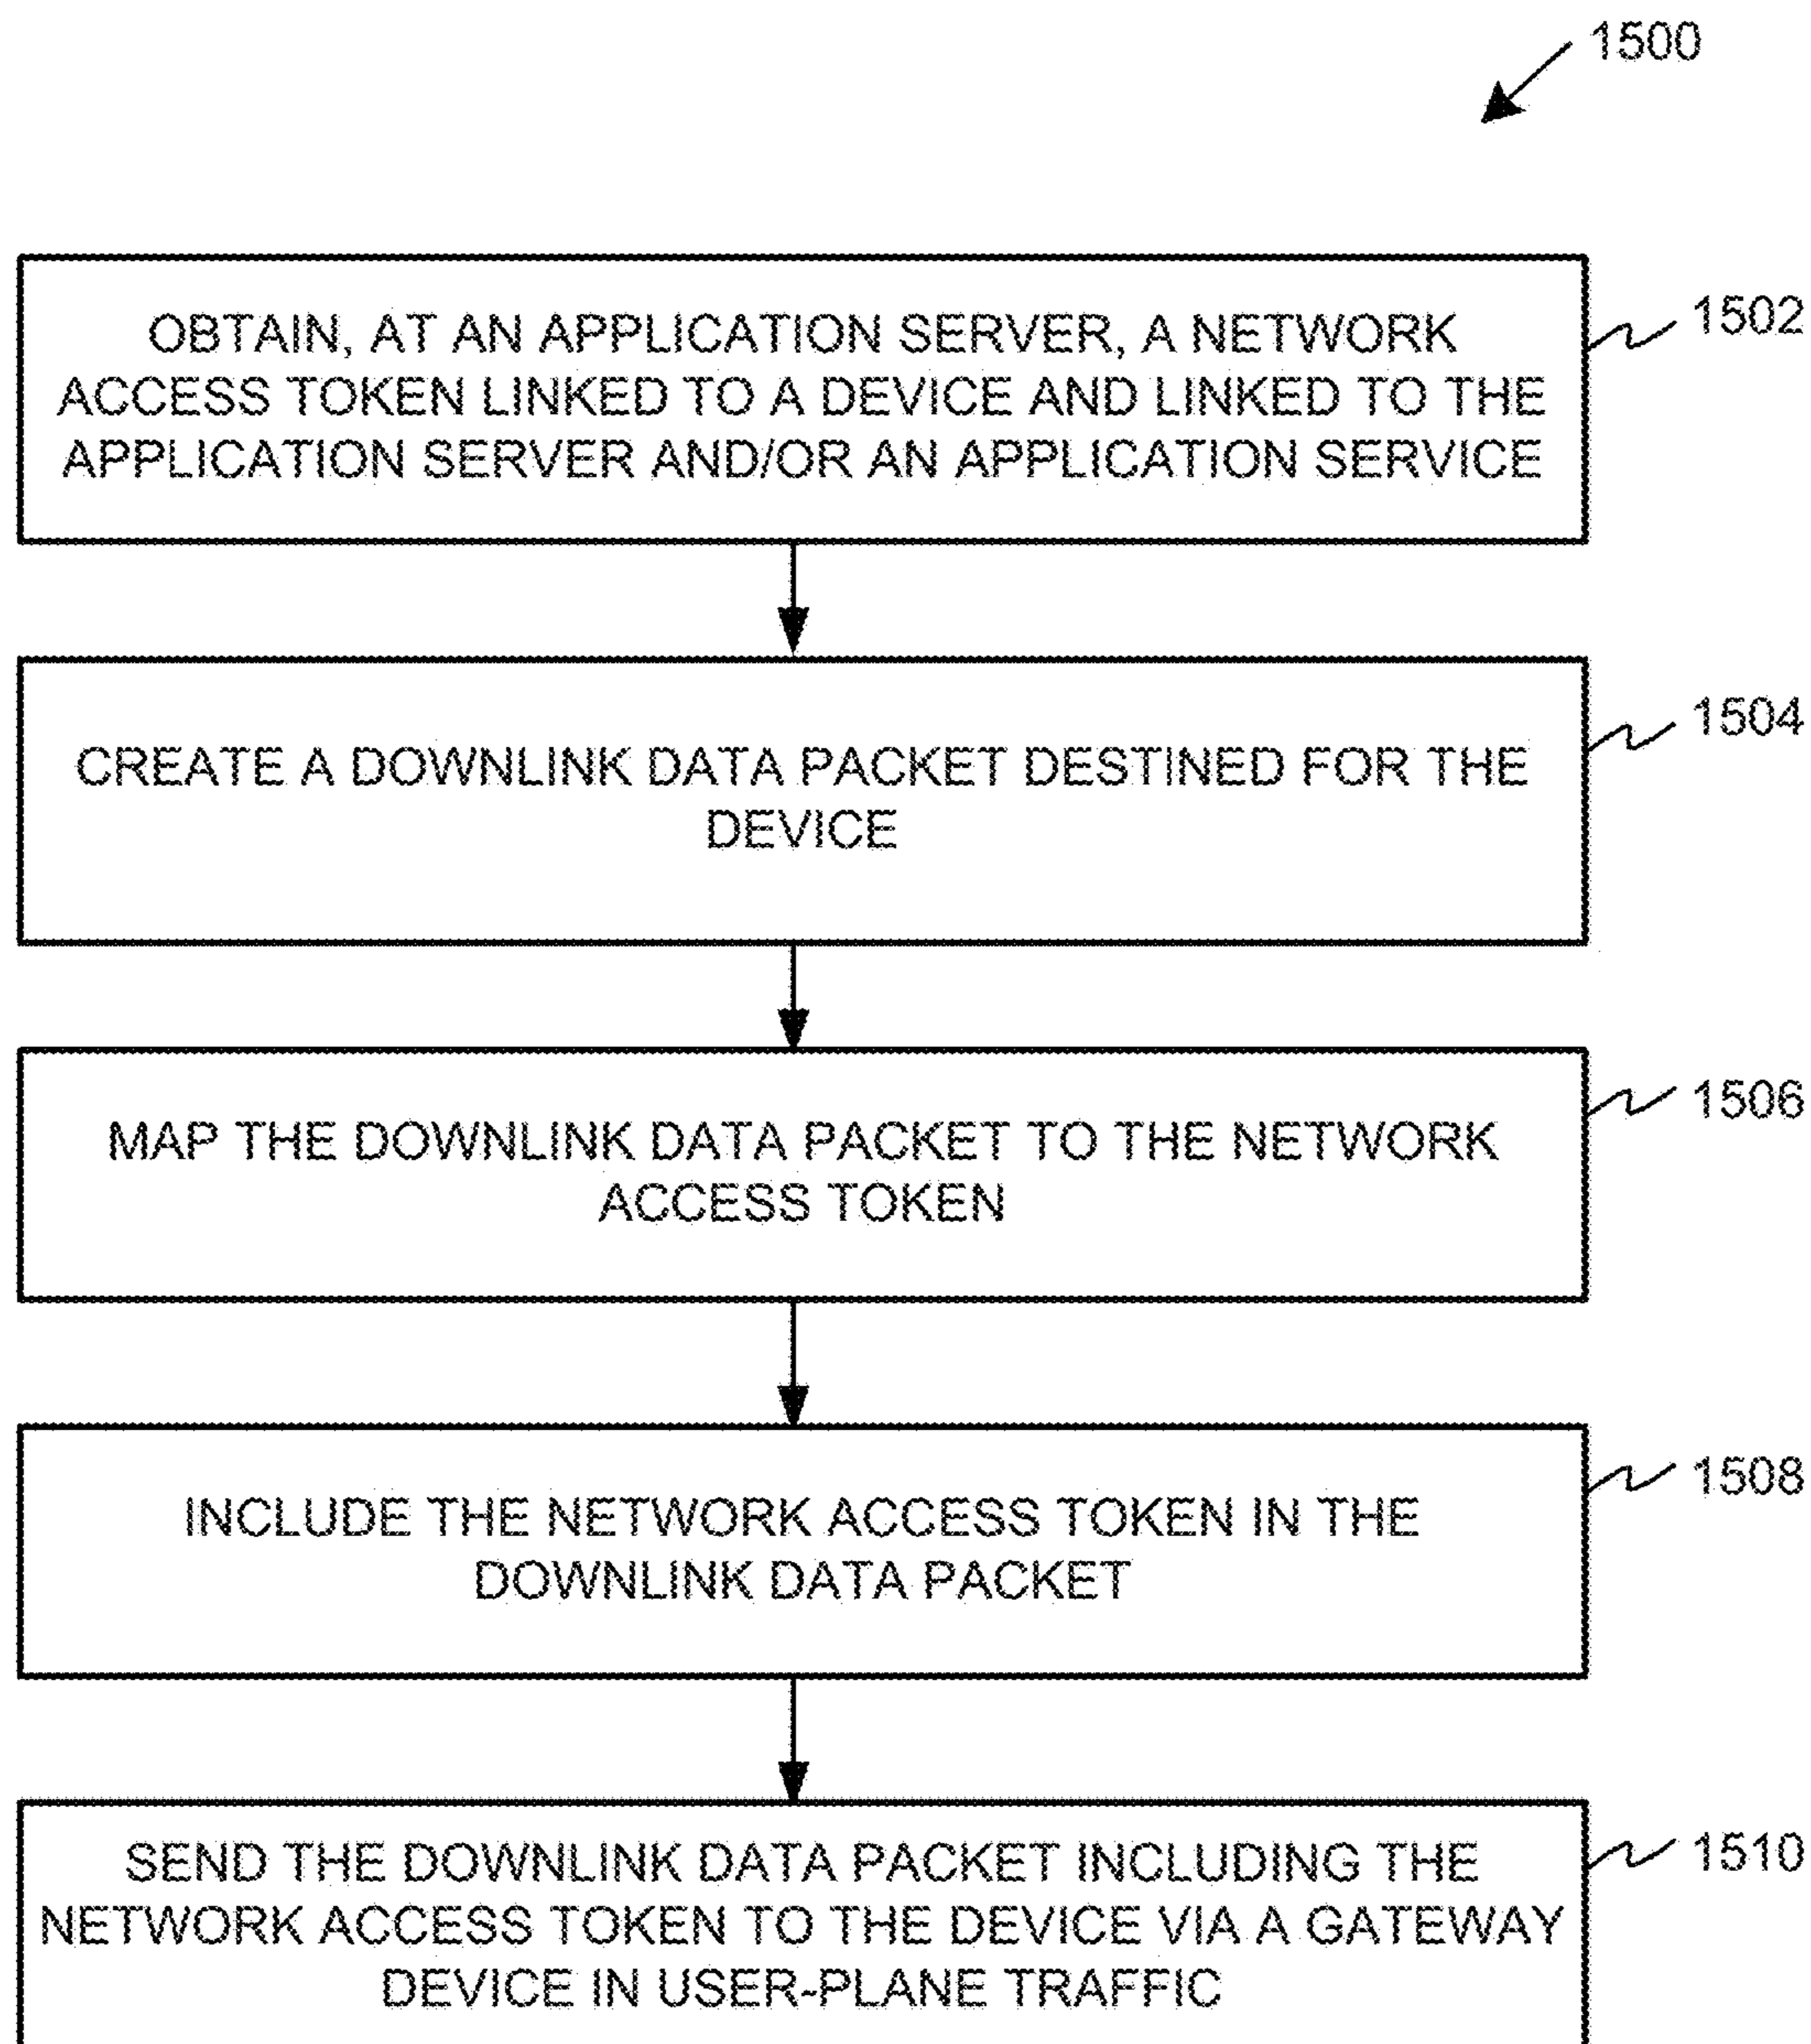 1500
OBTAIN, AT AN APPLICATION SERVER, A NETWORK
ACCESS TOKEN LINKED TO A DEVICE AND LINKED TO THE
APPLICATION SERVER AND/OR AN APPLICATION SERVICE
1502
CREATE A DOWNLINK DATA PACKET DESTINED FOR THE
DEVICE
1504
MAP THE DOWNLINK DATA PACKET TO THE NETWORK
ACCESS TOKEN
1506
INCLUDE THE NETWORK ACCESS TOKEN IN THE
DOWNLINK DATA PACKET
1508
SEND THE DOWNLINK DATA PACKET INCLUDING THE
NETWORK ACCESS TOKEN TO THE DEVICE VIA A GATEWAY
DEVICE IN USER-PLANE TRAFFIC
1510